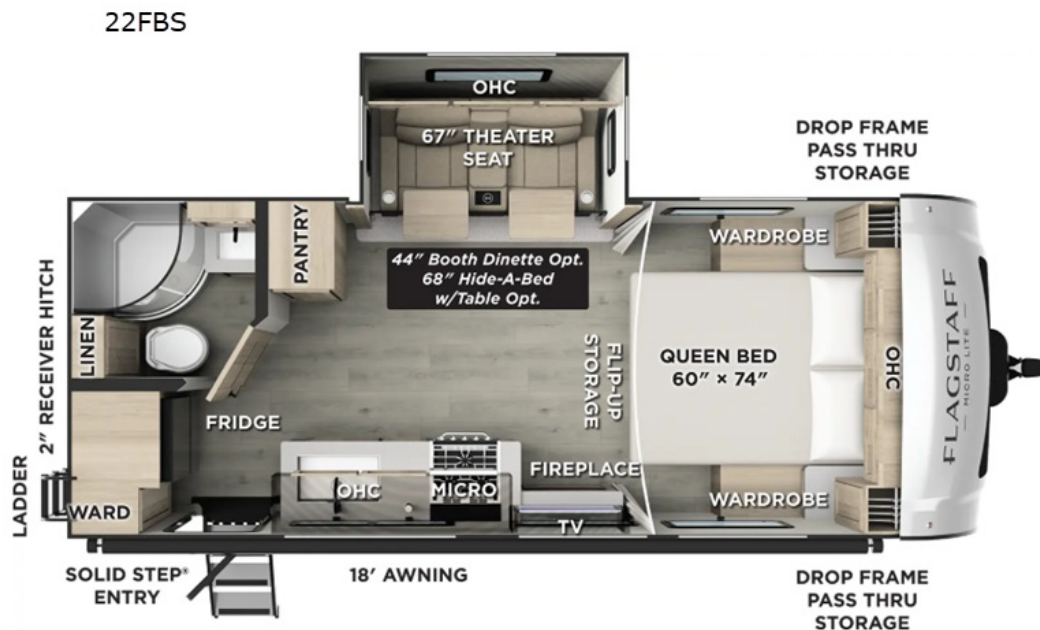 22FBS
OHC
67" THEATER
SEAT
DROP FRAME
PASS THRU
STORAGE
PANTRY
WARDROBE
44" Booth Dinette Opt.
68" Hide-A-Bed
w/Table Opt.
LINEN
FLIP-UP
STORAGE
QUEEN BED
60" × 74"
OHC
FLAGSTAFF
MICRO LITE
2" RECEIVER HITCH
FRIDGE
LADDER
WARD
OHC
MICRO
FIREPLACE
TV
WARDROBE
SOLID STEP®
ENTRY
18' AWNING
DROP FRAME
PASS THRU
STORAGE